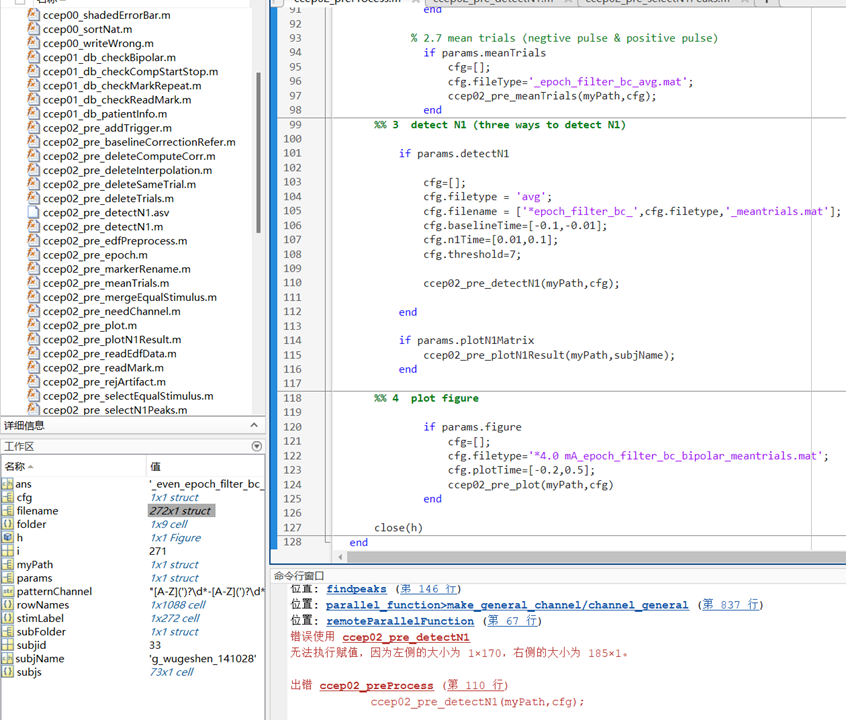 ccep00_shadedErrorBar.m
ccep00_sortNat.m
ccep00_writeWrong.m
ccep01_db_checkBipolar.m
ccep01_db_checkCompStartStop.m
ccep01_db_checkMarkRepeat.m
ccep01_db_checkReadMark.m
ccep01_db_patientInfo.m
ccep02_pre_addTrigger.m
ccep02_pre_baselineCorrectionRefer.m
ccep02_pre_deleteComputeCorr.m
ccep02_pre_deleteInterpolation.m
ccep02_pre_deleteSameTrial.m
ccep02_pre_deleteTrials.m
ccep02_pre_detectN1.asv
ccep02_pre_detectN1.m
ccep02_pre_edfPreprocess.m
ccep02_pre_epoch.m
ccep02_pre_markerRename.m
ccep02_pre_meanTrials.m
ccep02_pre_mergeEqualStimulus.m
ccep02_pre_needChannel.m
ccep02_pre_plot.m
ccep02_pre_plotN1Result.m
ccep02_pre_readEdfData.m
ccep02_pre_readMark.m
ccep02_pre_rejArtifact.m
ccep02_pre_selectEqualStimulus.m
ccep02_pre_selectN1Peaks.m
详细信息
工作区
名称 值
ans '_even_epoch_filter_bc_
cfg 1x1 struct
filename 272x1 struct
folder 1x9 cell
h 1x1 Figure
i 271
myPath 1x1 struct
params 1x1 struct
patternChannel "[A-Z](')?\d*-[A-Z](')?\d*
rowNames 1x1088 cell
stimLabel 1x272 cell
subFolder 1x1 struct
subjid 33
subjName 'g_wugeshen_141028'
subjs 73x1 cell
91 end
92
93 % 2.7 mean trials (negtive pulse & positive pulse)
94 if params.meanTrials
95 cfg=[];
96 cfg.fileType='_epoch_filter_bc_avg.mat';
97 ccep02_pre_meanTrials(myPath,cfg);
98 end
99 %% 3 detect N1 (three ways to detect N1)
100
101 if params.detectN1
102
103 cfg=[];
104 cfg.filetype = 'avg';
105 cfg.filename = ['*epoch_filter_bc_',cfg.filetype,'_meantrials.mat'];
106 cfg.baselineTime=[-0.1,-0.01];
107 cfg.n1Time=[0.01,0.1];
108 cfg.threshold=7;
109
110 ccep02_pre_detectN1(myPath,cfg);
111
112 end
113
114 if params.plotN1Matrix
115 ccep02_pre_plotN1Result(myPath,subjName);
116 end
117
118 %% 4 plot figure
119
120 if params.figure
121 cfg=[];
122 cfg.filetype='*4.0 mA_epoch_filter_bc_bipolar_meantrials.mat';
123 cfg.plotTime=[-0.2,0.5];
124 ccep02_pre_plot(myPath,cfg)
125 end
126
127 close(h)
128 end
命令行窗口
位置: findpeaks (第 146 行)
位置: parallel_function>make_general_channel/channel_general (第 837 行)
位置: remoteParallelFunction (第 67 行)
错误使用 ccep02_pre_detectN1
无法执行赋值，因为左侧的大小为 1×170，右侧的大小为 185×1。
出错 ccep02_preProcess (第 110 行)
ccep02_pre_detectN1(myPath,cfg);